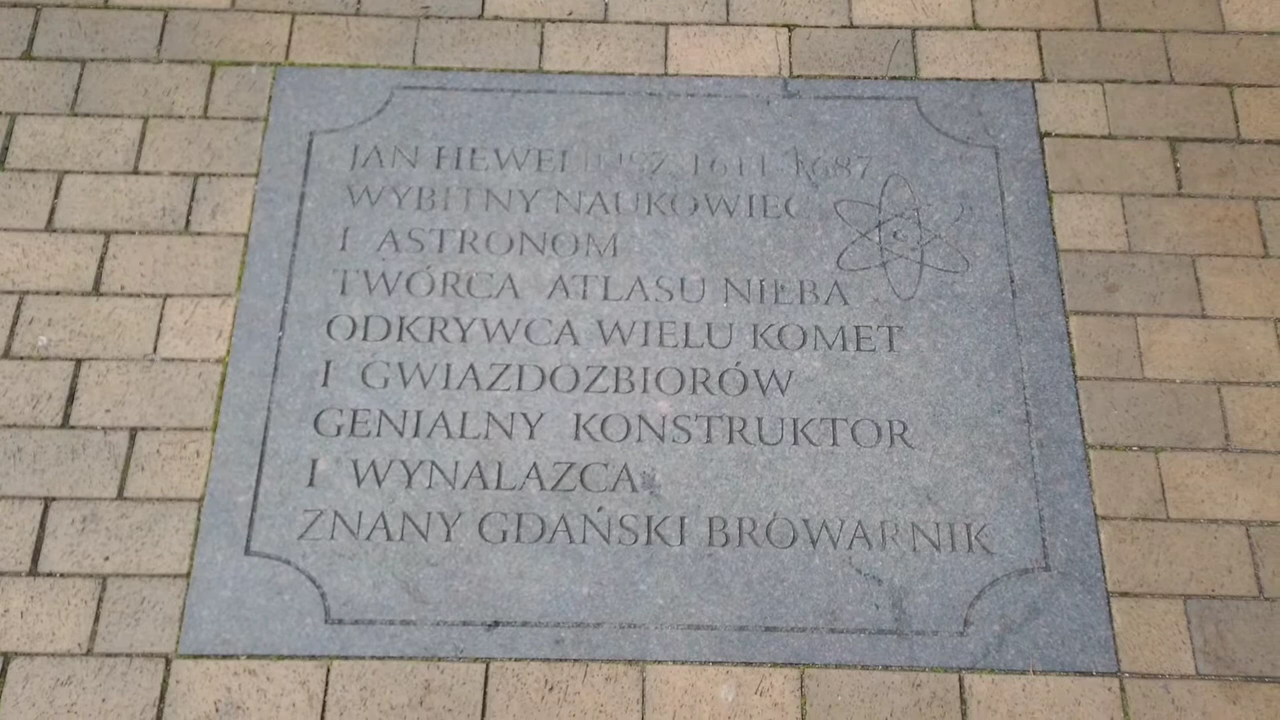 JAN HEWELIUSZ 1611-1687
WYBITNY NAUKOWIEC
I ASTRONOM
TWÓRCA ATLASU NIEBA
ODKRYWCA WIELU KOMET
I GWIAZDOZBIORÓW
GENIALNY KONSTRUKTOR
I WYNALAZCA
ZNANY GDAŃSKI BROWARNIK